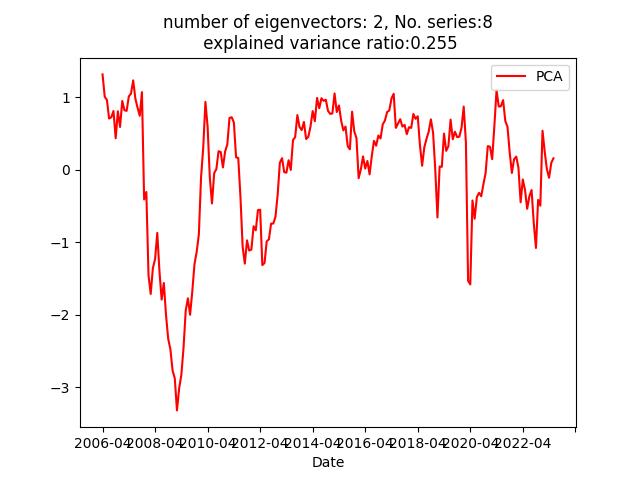 number of eigenvectors: 2, No. series:8
explained variance ratio:0.255
PCA
1
0
−1
−2
−3
2006-04 2008-04 2010-04 2012-04 2014-04 2016-04 2018-04 2020-04 2022-04
Date